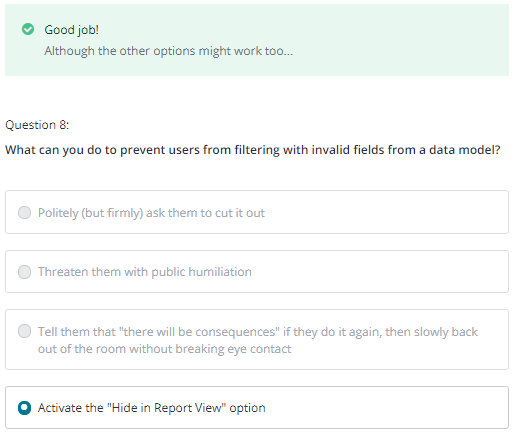 Good job!
Although the other options might work too...
Question 8:
What can you do to prevent users from filtering with invalid fields from a data model?
Politely (but firmly) ask them to cut it out
Threaten them with public humiliation
Tell them that "there will be consequences" if they do it again, then slowly back
out of the room without breaking eye contact
Activate the "Hide in Report View" option